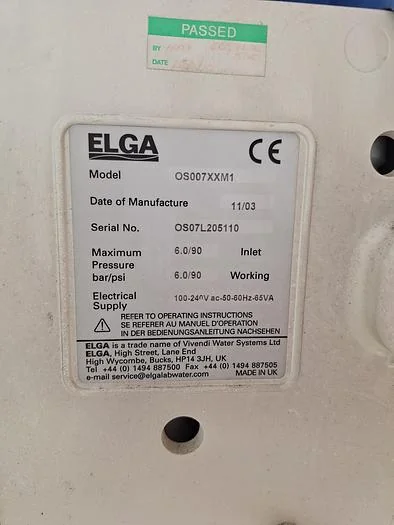 PASSED
BY
DATE
ELGA CE
Model OS007XXM1
Date of Manufacture 11/03
Serial No. OS07L205110
Maximum 6.0/90 Inlet
Pressure
bar/psi 6.0/90 Working
Electrical 100-240V ac-50-60Hz-65VA
Supply
REFER TO OPERATING INSTRUCTIONS
SE REFERER AU MANUEL D'OPERATION
IN DER BEDIENUNGSANLEITUNG NACHSEHEN
ELGA is a trade name of Vivendi Water Systems Ltd
ELGA, High Street, Lane End
High Wycombe, Bucks, HP14 3JH, UK
Tel +44 (0) 1494 887500 Fax +44 (0) 1494 887505
e-mail service@elgalabwater.com MADE IN UK